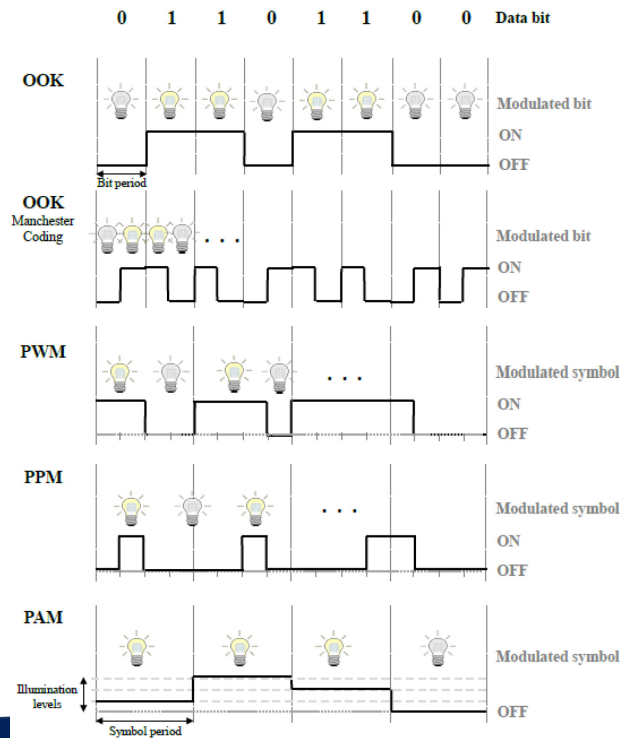 0 1 1 0 1 1 0 0 Data bit
OOK
Modulated bit
ON
OFF
Bit period
OOK
Manchester
Coding
. . .
Modulated bit
ON
OFF
PWM
. . .
Modulated symbol
ON
OFF
PPM
. . .
Modulated symbol
ON
OFF
PAM
Modulated symbol
Illumination
levels
OFF
Symbol period